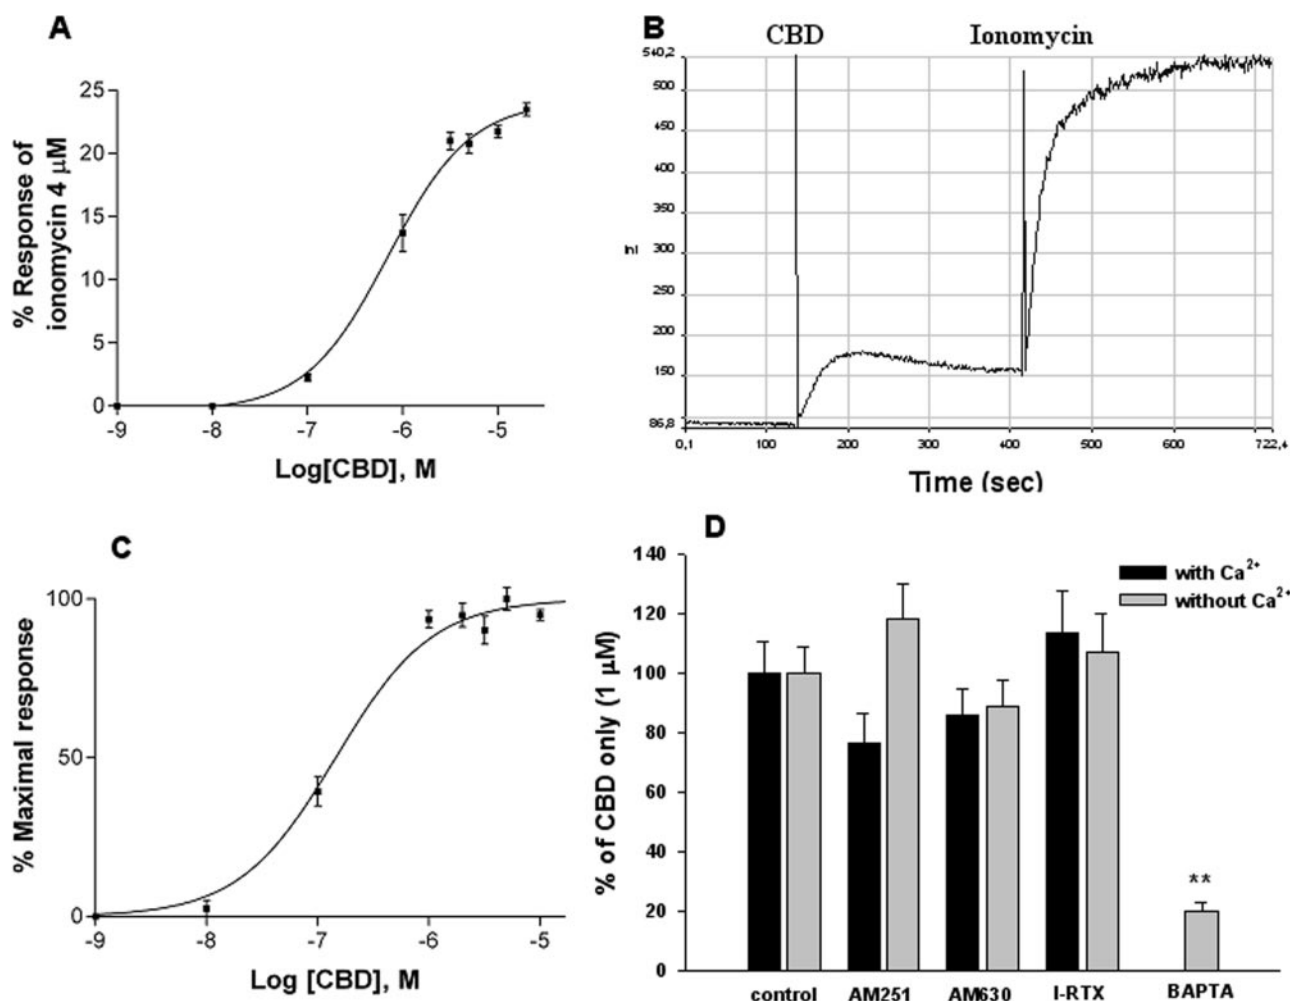 A
% Response of
ionomycin 4 µM
25
20
15
10
5
0
-9
-8
-7
-6
-5
Log[CBD], M
B
CBD
Ionomycin
540,2
500
450
400
350
300
250
200
150
86,8
Int
0,1
100
200
300
400
500
600
722,4
Time (sec)
C
% Maximal response
100
50
0
-9
-8
-7
-6
-5
Log [CBD], M
D
% of CBD only (1 µM)
140
120
100
80
60
40
20
0
with Ca²⁺
without Ca²⁺
**
control
AM251
AM630
I-RTX
BAPTA